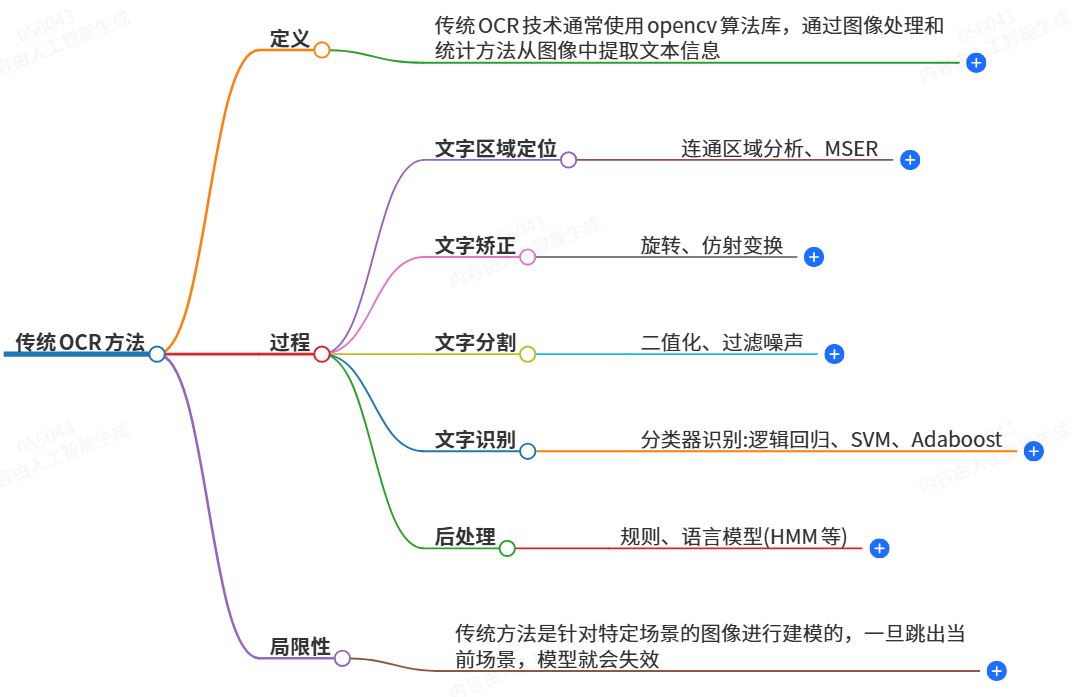 定义
传统OCR技术通常使用opencv算法库，通过图像处理和
统计方法从图像中提取文本信息
文字区域定位
连通区域分析、MSER
文字矫正
旋转、仿射变换
传统OCR方法
过程
文字分割
二值化、过滤噪声
文字识别
分类器识别:逻辑回归、SVM、Adaboost
后处理
规则、语言模型(HMM等)
局限性
传统方法是针对特定场景的图像进行建模的，一旦跳出当
前场景，模型就会失效
056043
内容由人工智能生成